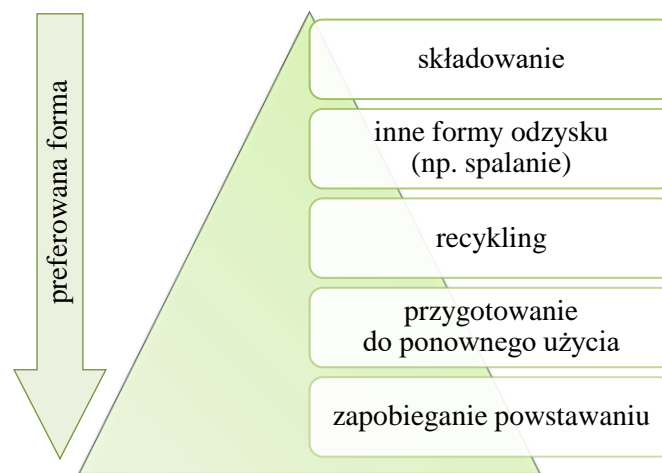 preferowana forma
składowanie
inne formy odzysku
(np. spalanie)
recykling
przygotowanie
do ponownego użycia
zapobieganie powstawaniu